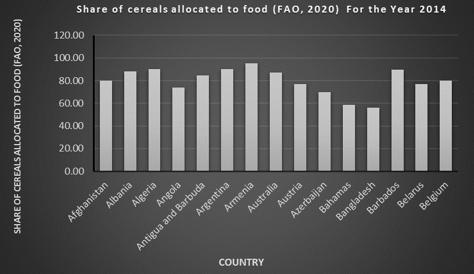 Share of cereals allocated to food (FAO, 2020) For the Year 2014
SHARE OF CEREALS ALLOCATED TO FOOD (FAO, 2020)
120.00
100.00
80.00
60.00
40.00
20.00
0.00
Afghanistan
Albania
Algeria
Angola
Antigua and Barbuda
Argentina
Armenia
Australia
Austria
Azerbaijan
Bahamas
Bangladesh
Barbados
Belarus
Belgium
COUNTRY